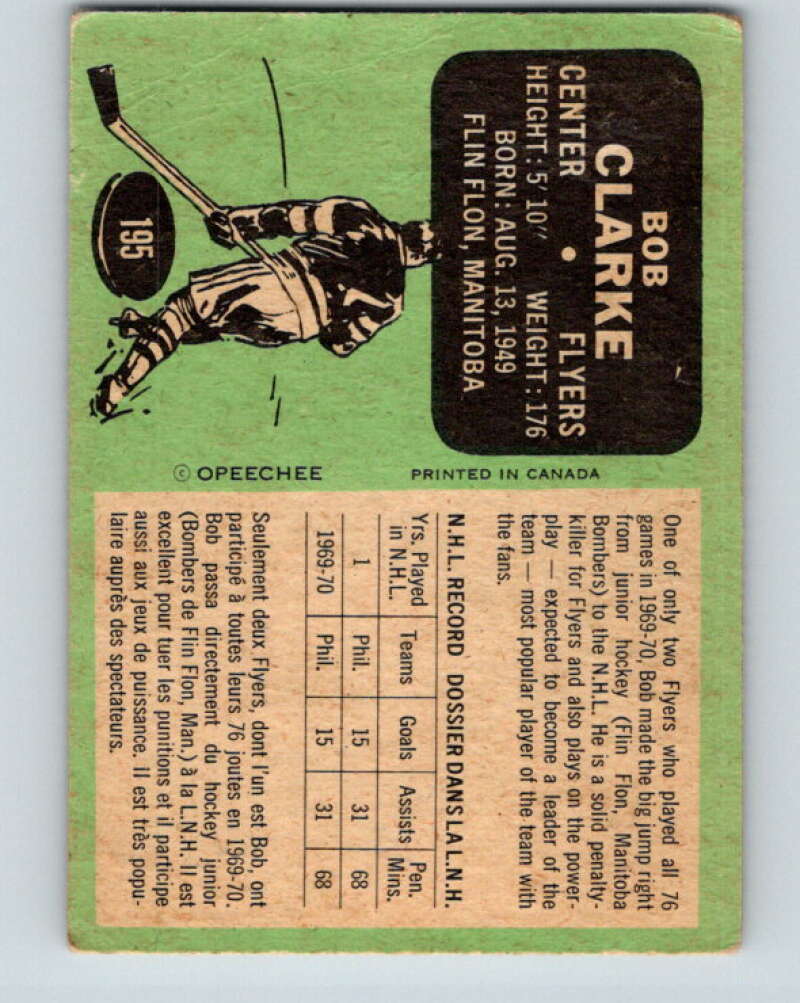 BOB
CLARKE
CENTER • FLYERS
HEIGHT: 5' 10" WEIGHT: 176
BORN: AUG. 13, 1949
FLIN FLON, MANITOBA
195
© OPEECHEE PRINTED IN CANADA
One of only two Flyers who played all 76
games in 1969-70, Bob made the big jump right
from junior hockey (Flin Flon, Manitoba
Bombers) to the N.H.L. He is a solid penalty-
killer for Flyers and also plays on the power-
play — expected to become a leader of the
team — most popular player of the team with
the fans.
N.H.L. RECORD DOSSIER DANS LA L.N.H.
Yrs. Played in N.H.L. Teams Goals Assists Pen. Mins.
1 Phil. 15 31 68
1969-70 Phil. 15 31 68
Seulement deux Flyers, dont l'un est Bob, ont
participé à toutes leurs 76 joutes en 1969-70.
Bob passa directement du hockey junior
(Bombers de Flin Flon, Man.) à la L.N.H. Il est
excellent pour tuer les punitions et il participe
aussi aux jeux de puissance. Il est très popu-
laire auprès des spectateurs.